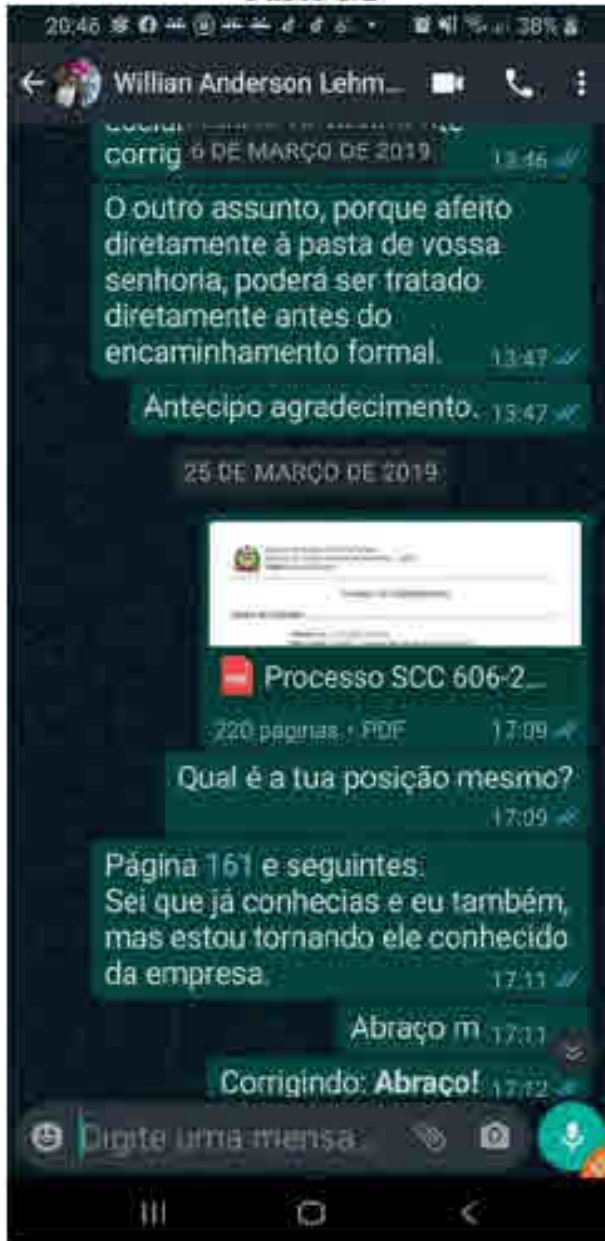 20:46 38%
Willian Anderson Lehm...
corrig 6 DE MARÇO DE 2019 13:46
O outro assunto, porque afeito
diretamente à pasta de vossa
senhoria, poderá ser tratado
diretamente antes do
encaminhamento formal. 13:47
Antecipo agradecimento. 13:47
25 DE MARÇO DE 2019
Processo SCC 606-2...
220 páginas • PDF 17:09
Qual é a tua posição mesmo?
17:09
Página 161 e seguintes.
Sei que já conhecias e eu também,
mas estou tornando ele conhecido
da empresa. 17:11
Abraço m 17:11
Corrigindo: Abraço! 17:12
Digite uma mensa...